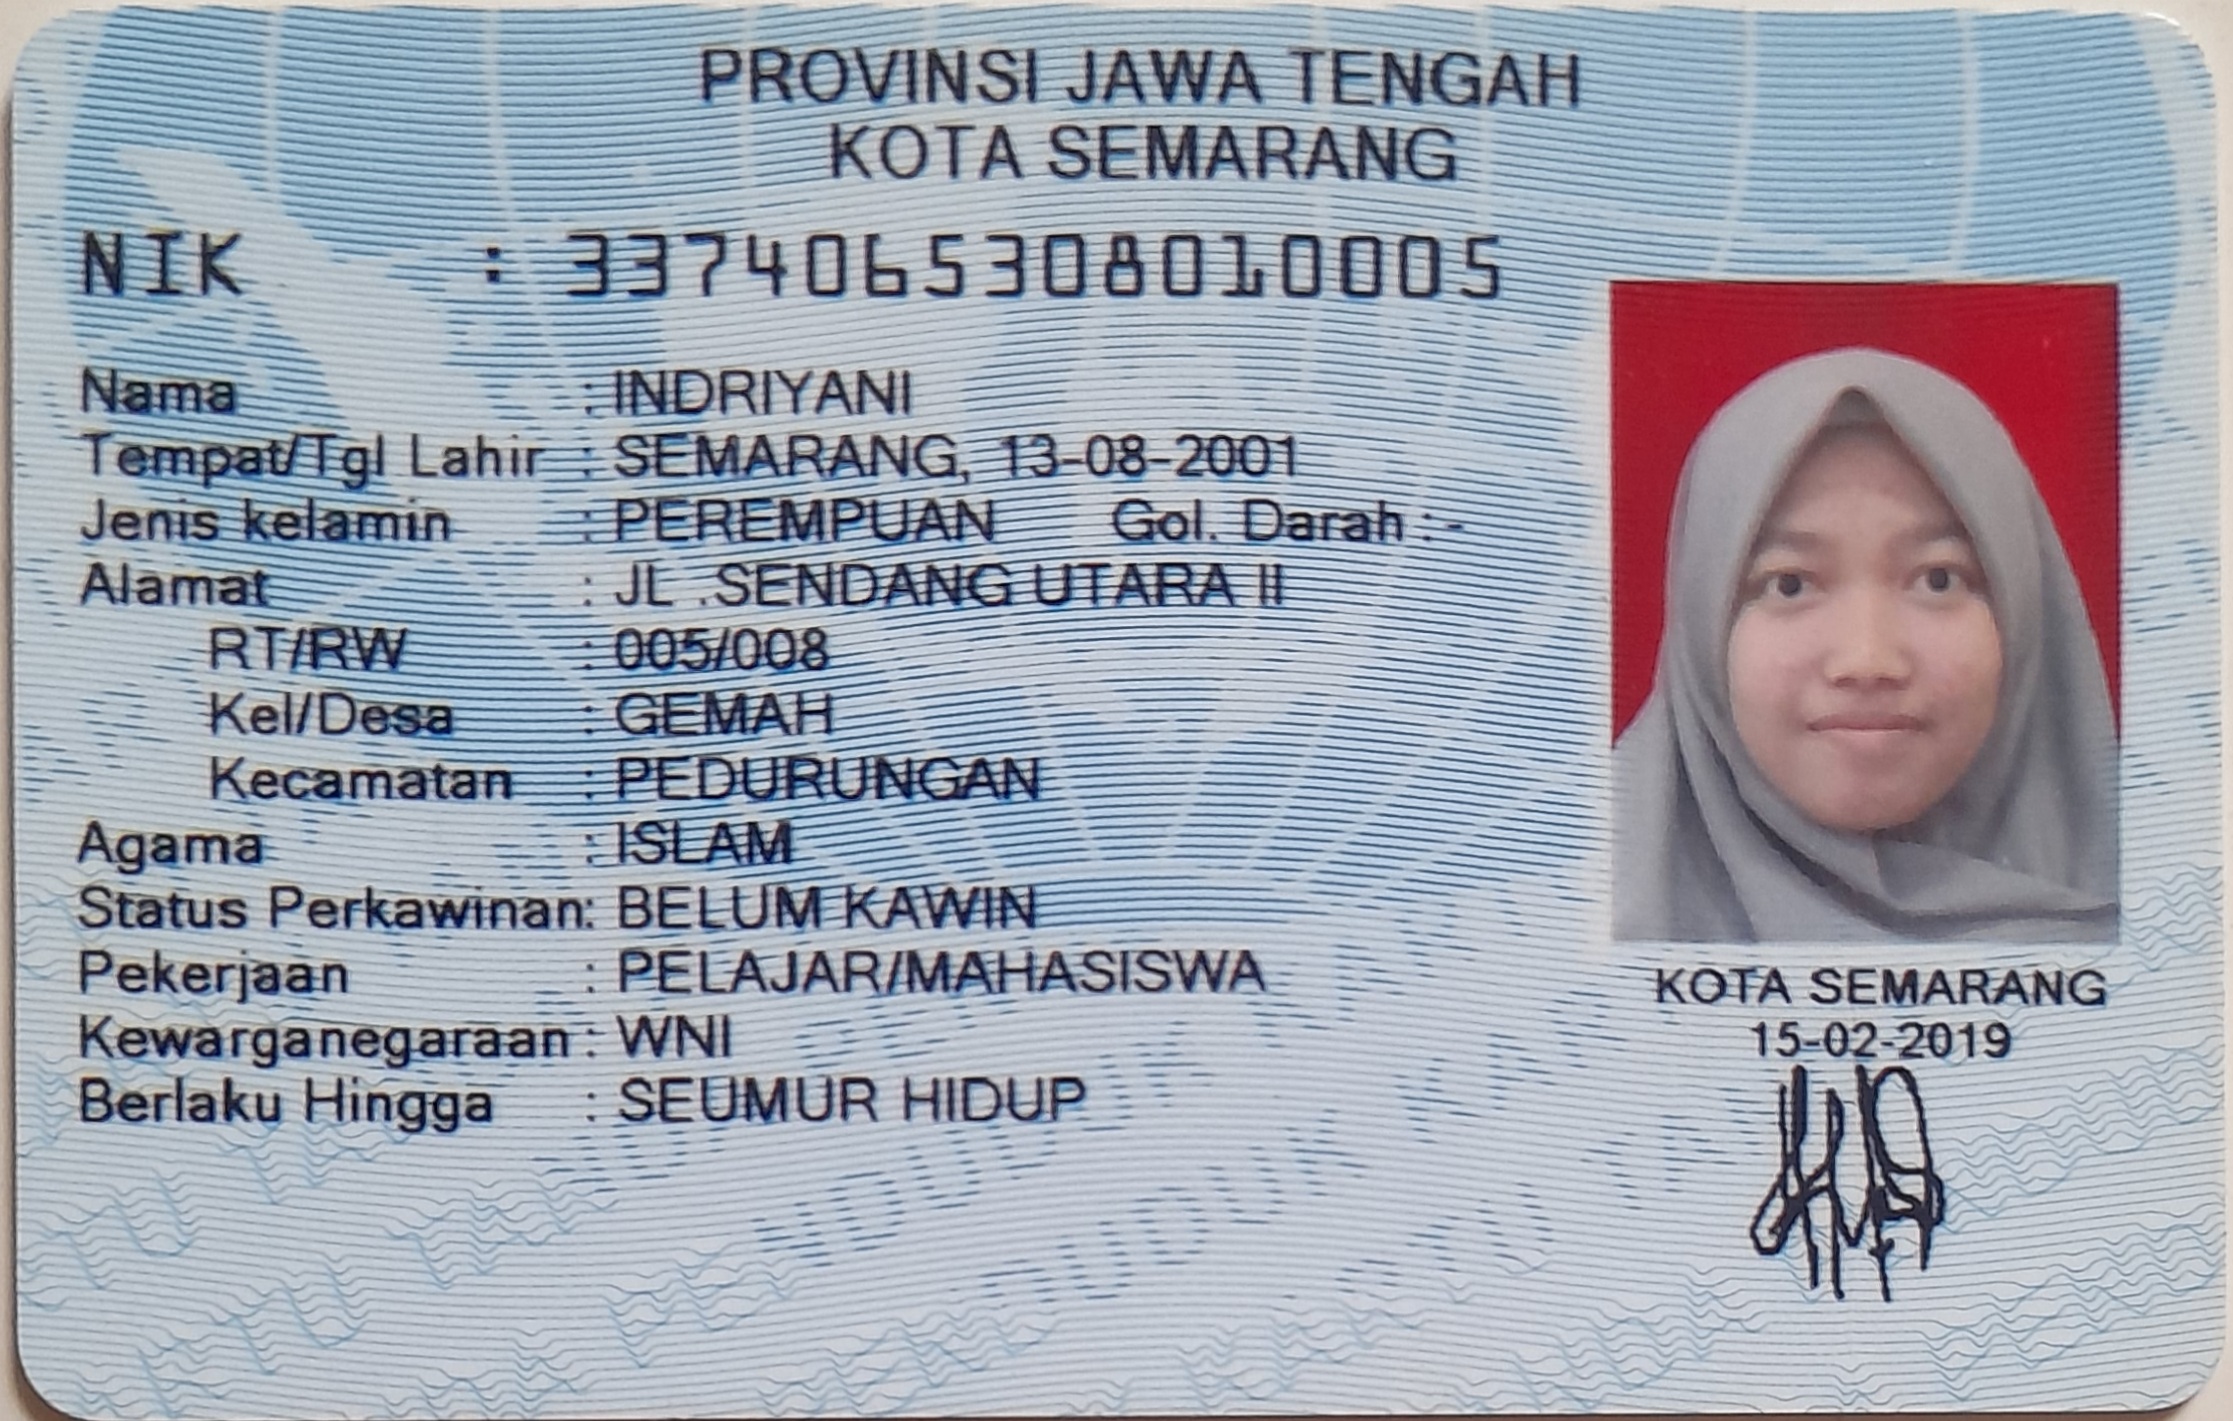 PROVINSI JAWA TENGAH
KOTA SEMARANG
NIK : 3374065308010005
Nama : INDRIYANI
Tempat/Tgl Lahir : SEMARANG, 13-08-2001
Jenis kelamin : PEREMPUAN Gol. Darah : -
Alamat : JL .SENDANG UTARA II
RT/RW : 005/008
Kel/Desa : GEMAH
Kecamatan : PEDURUNGAN
Agama : ISLAM
Status Perkawinan: BELUM KAWIN
Pekerjaan : PELAJAR/MAHASISWA
Kewarganegaraan : WNI
Berlaku Hingga : SEUMUR HIDUP
KOTA SEMARANG
15-02-2019